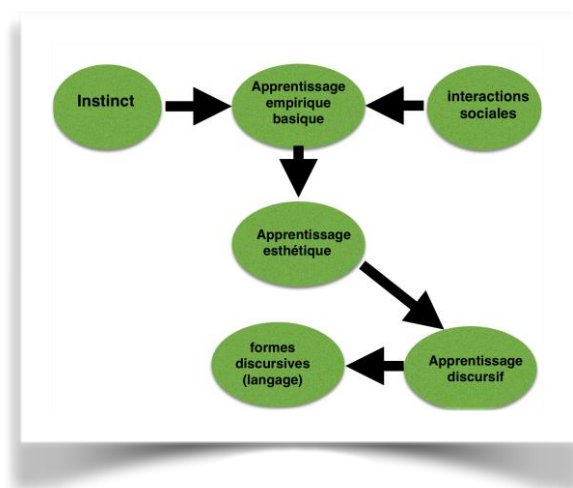 Instinct
Apprentissage
empirique
basique
interactions
sociales
Apprentissage
esthétique
formes
discursives
(langage)
Apprentissage
discursif